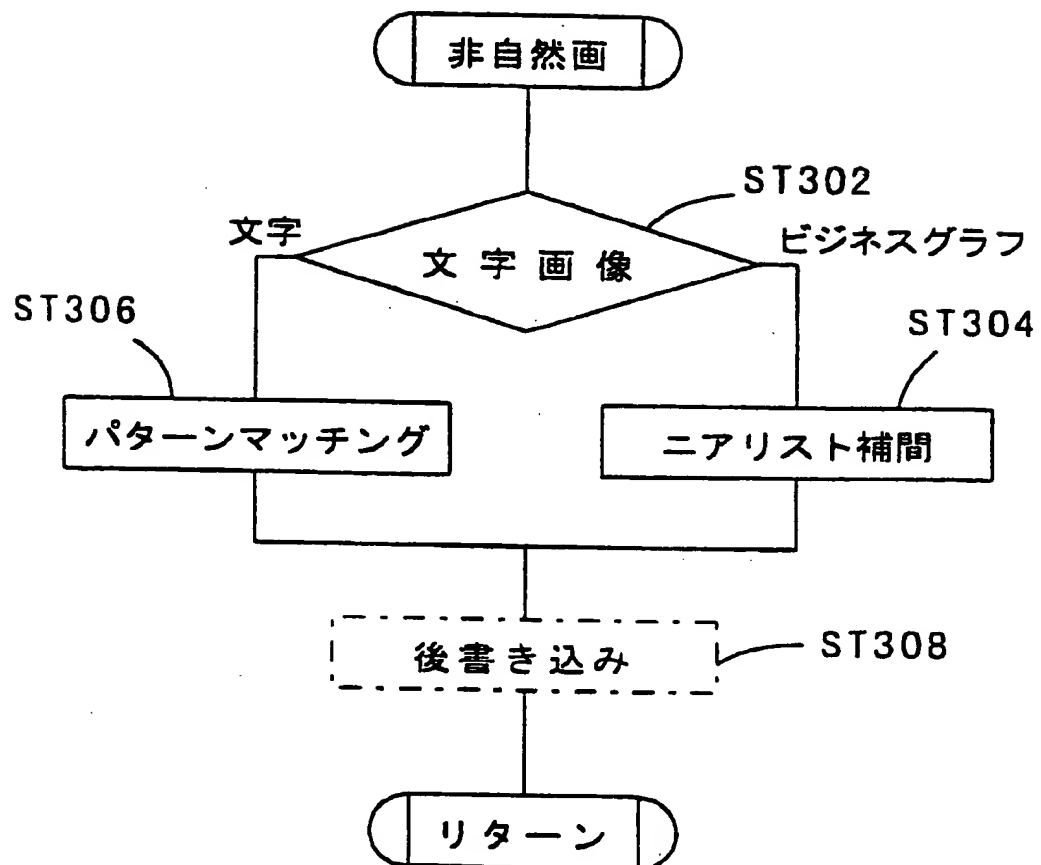 非自然画
ST302
文字
ビジネスグラフ
文字画像
ST306
ST304
パターンマッチング
ニアリスト補間
後書き込み
ST308
リターン